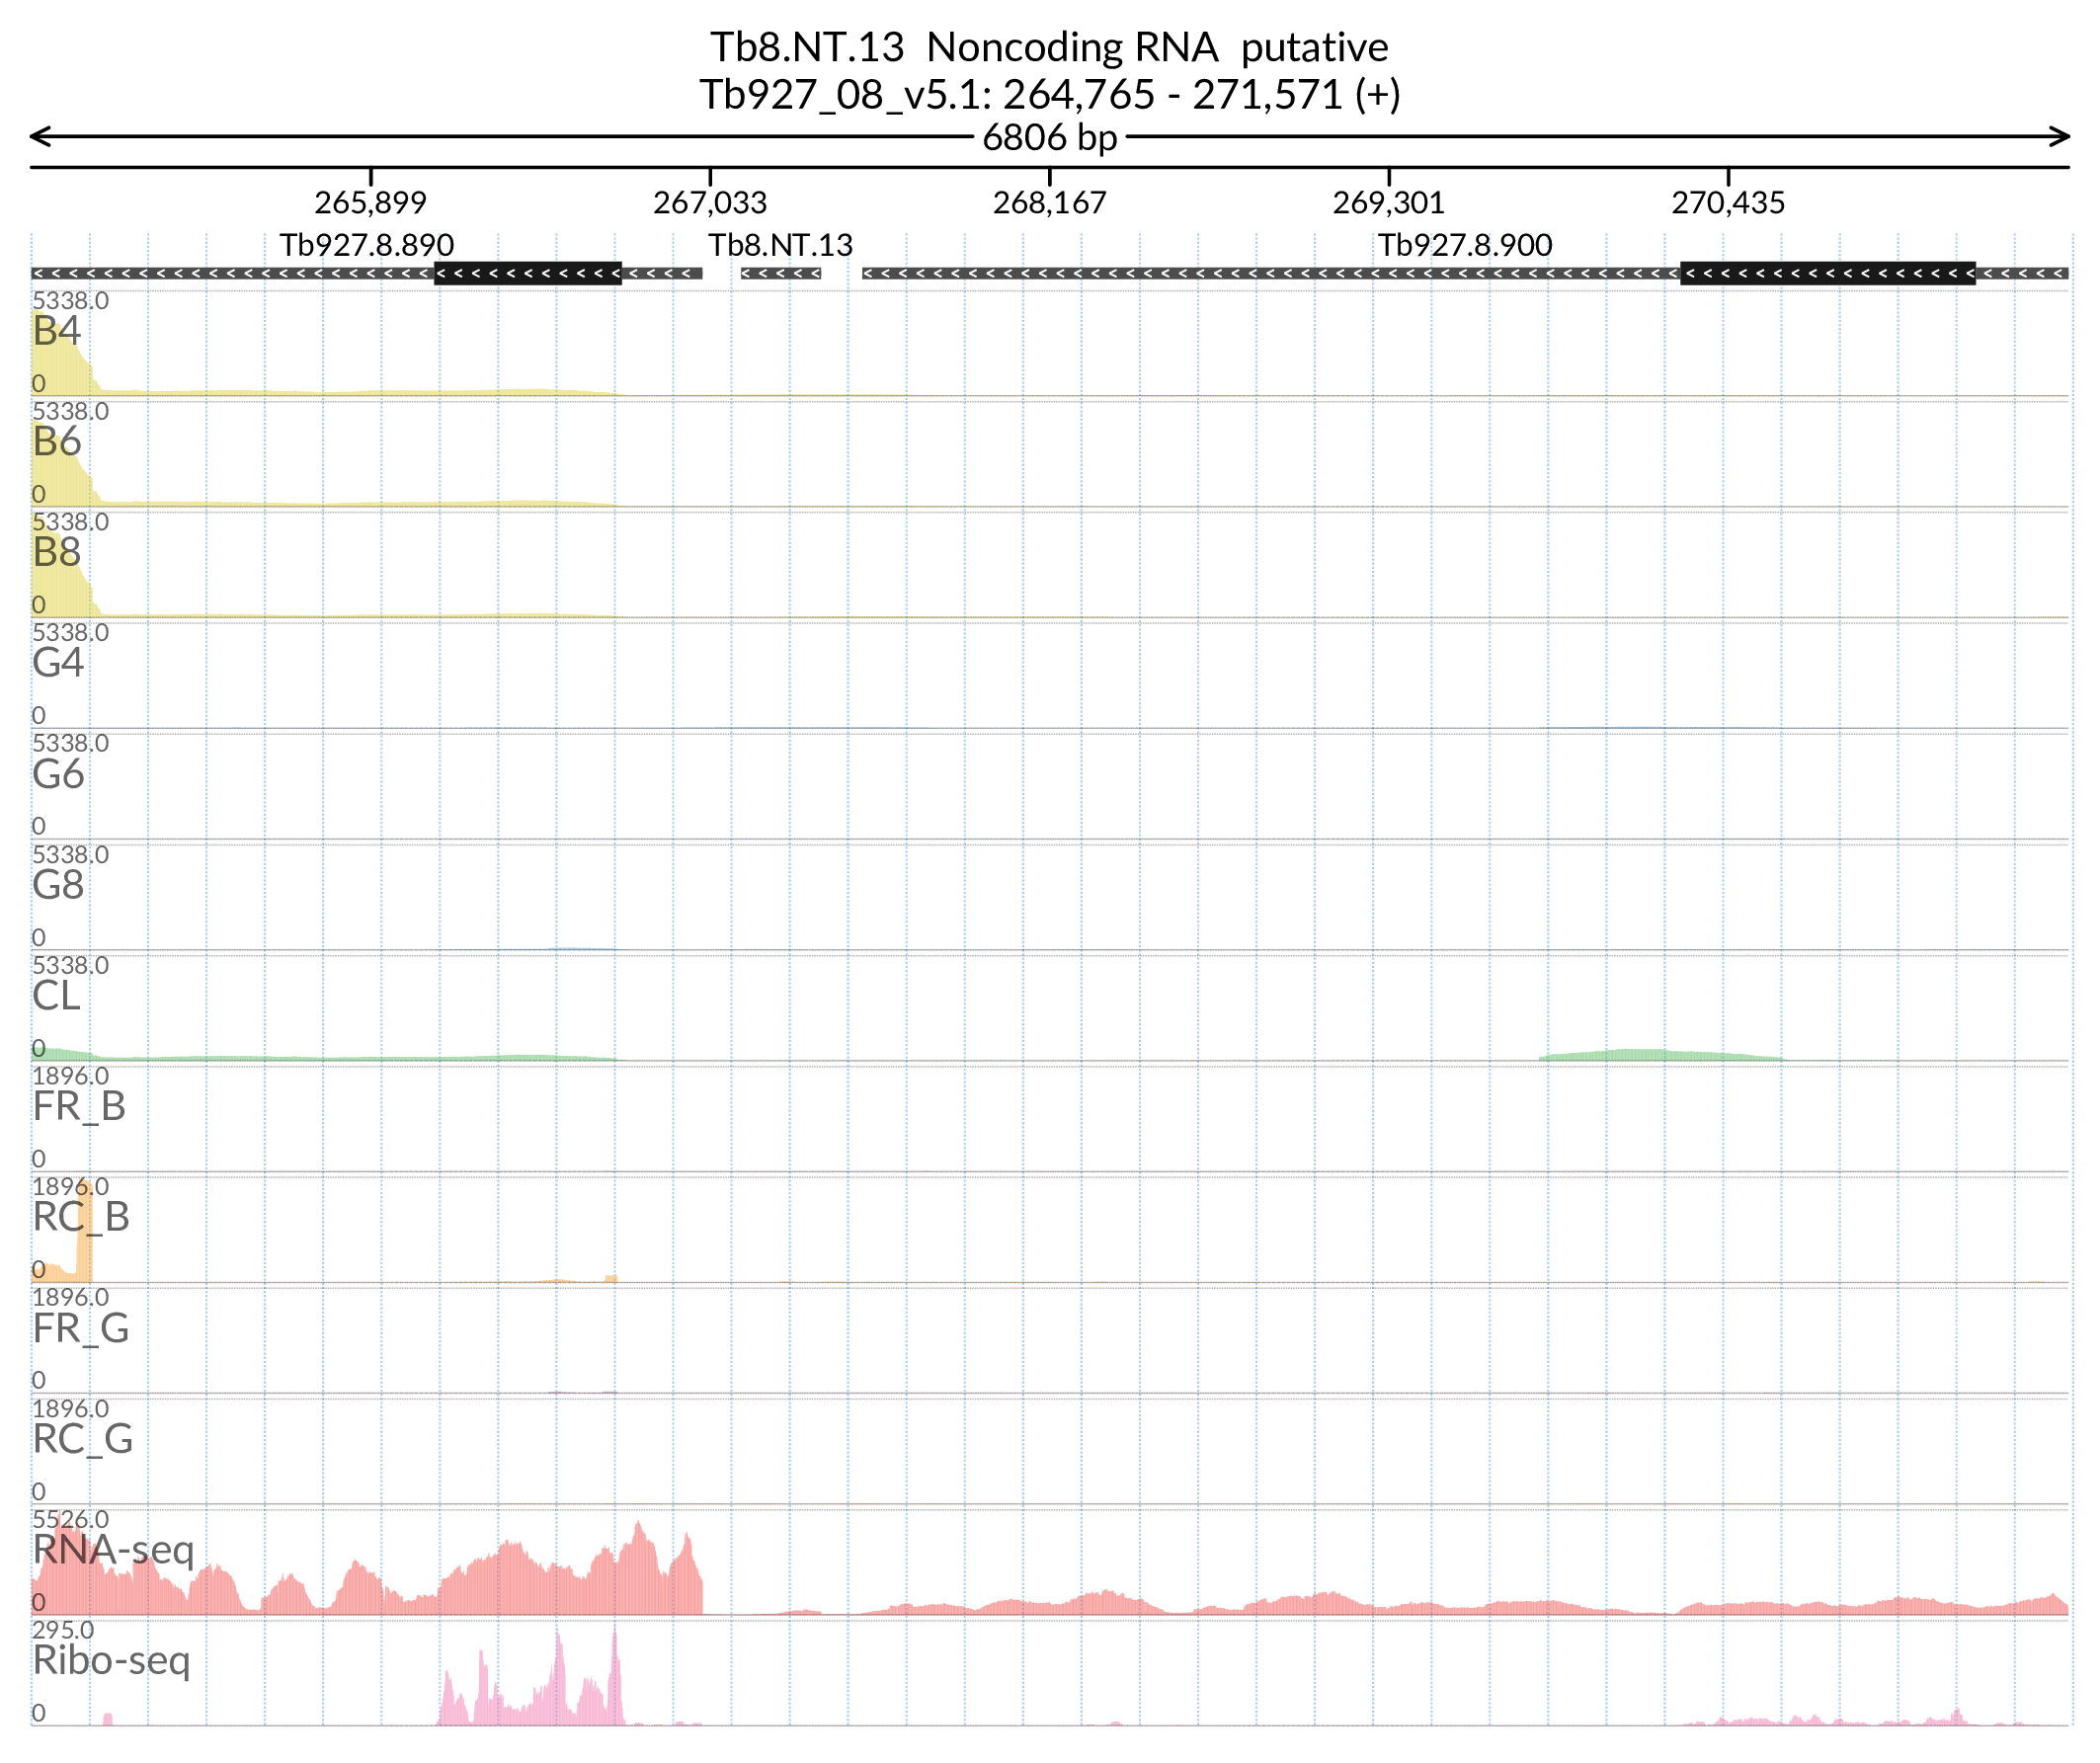 Tb8.NT.13 Noncoding RNA putative
Tb927_08_v5.1: 264,765 - 271,571 (+)
6806 bp
265,899 267,033 268,167 269,301 270,435
Tb927.8.890 Tb8.NT.13 Tb927.8.900
5338.0
B4
0
5338.0
B6
0
5338.0
B8
0
5338.0
G4
0
5338.0
G6
0
5338.0
G8
0
5338.0
CL
0
1896.0
FR_B
0
1896.0
RC_B
0
1896.0
FR_G
0
1896.0
RC_G
0
5526.0
RNA-seq
0
295.0
Ribo-seq
0